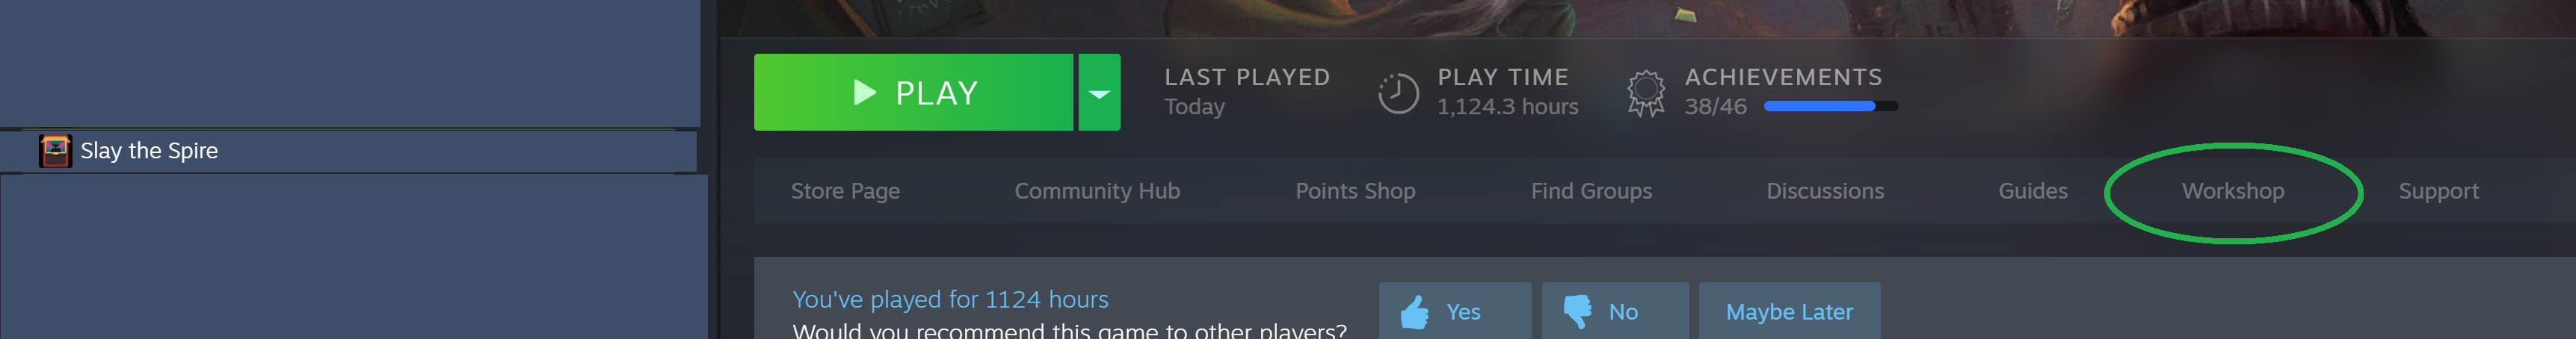 Slay the Spire
PLAY
LAST PLAYED
Today
PLAY TIME
1,124.3 hours
ACHIEVEMENTS
38/46
Store Page
Community Hub
Points Shop
Find Groups
Discussions
Guides
Workshop
Support
You've played for 1124 hours
Would you recommend this game to other players?
Yes
No
Maybe Later